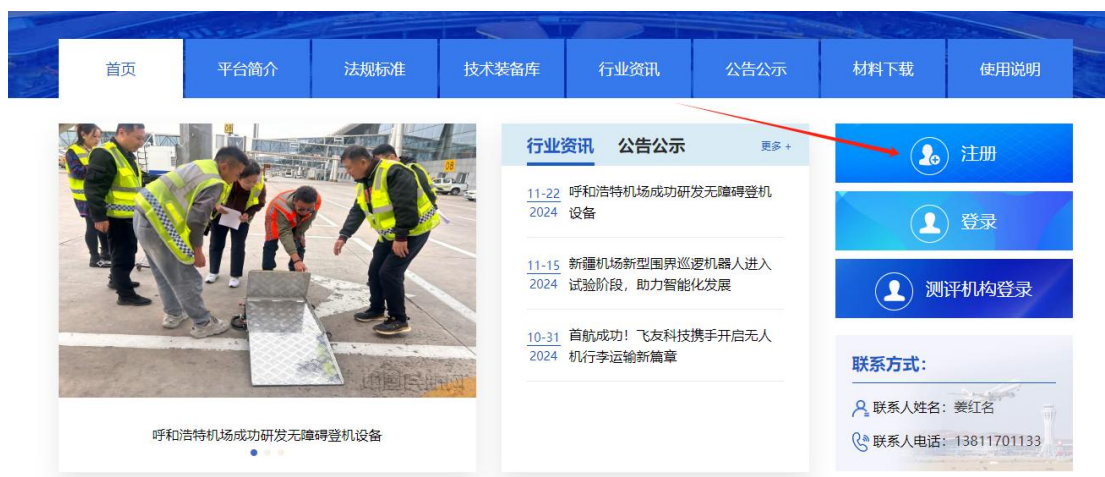 首页 平台简介 法规标准 技术装备库 行业资讯 公告公示 材料下载 使用说明
行业资讯 公告公示 更多 +
11-22 呼和浩特机场成功研发无障碍登机
2024 设备
11-15 新疆机场新型围界巡逻机器人进入
2024 试验阶段，助力智能化发展
10-31 首航成功！飞友科技携手开启无人
2024 机行李运输新篇章
中国民航网
呼和浩特机场成功研发无障碍登机设备
注册
登录
测评机构登录
联系方式：
联系人姓名：姜红名
联系人电话：13811701133